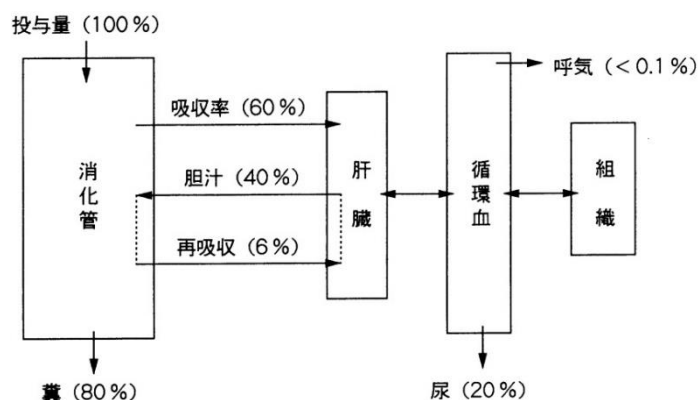 投与量（100％）
呼気（＜0.1％）
吸収率（60％）
消化管
胆汁（40％）
肝臓
循環血
組織
再吸収（6％）
糞（80％）
尿（20％）